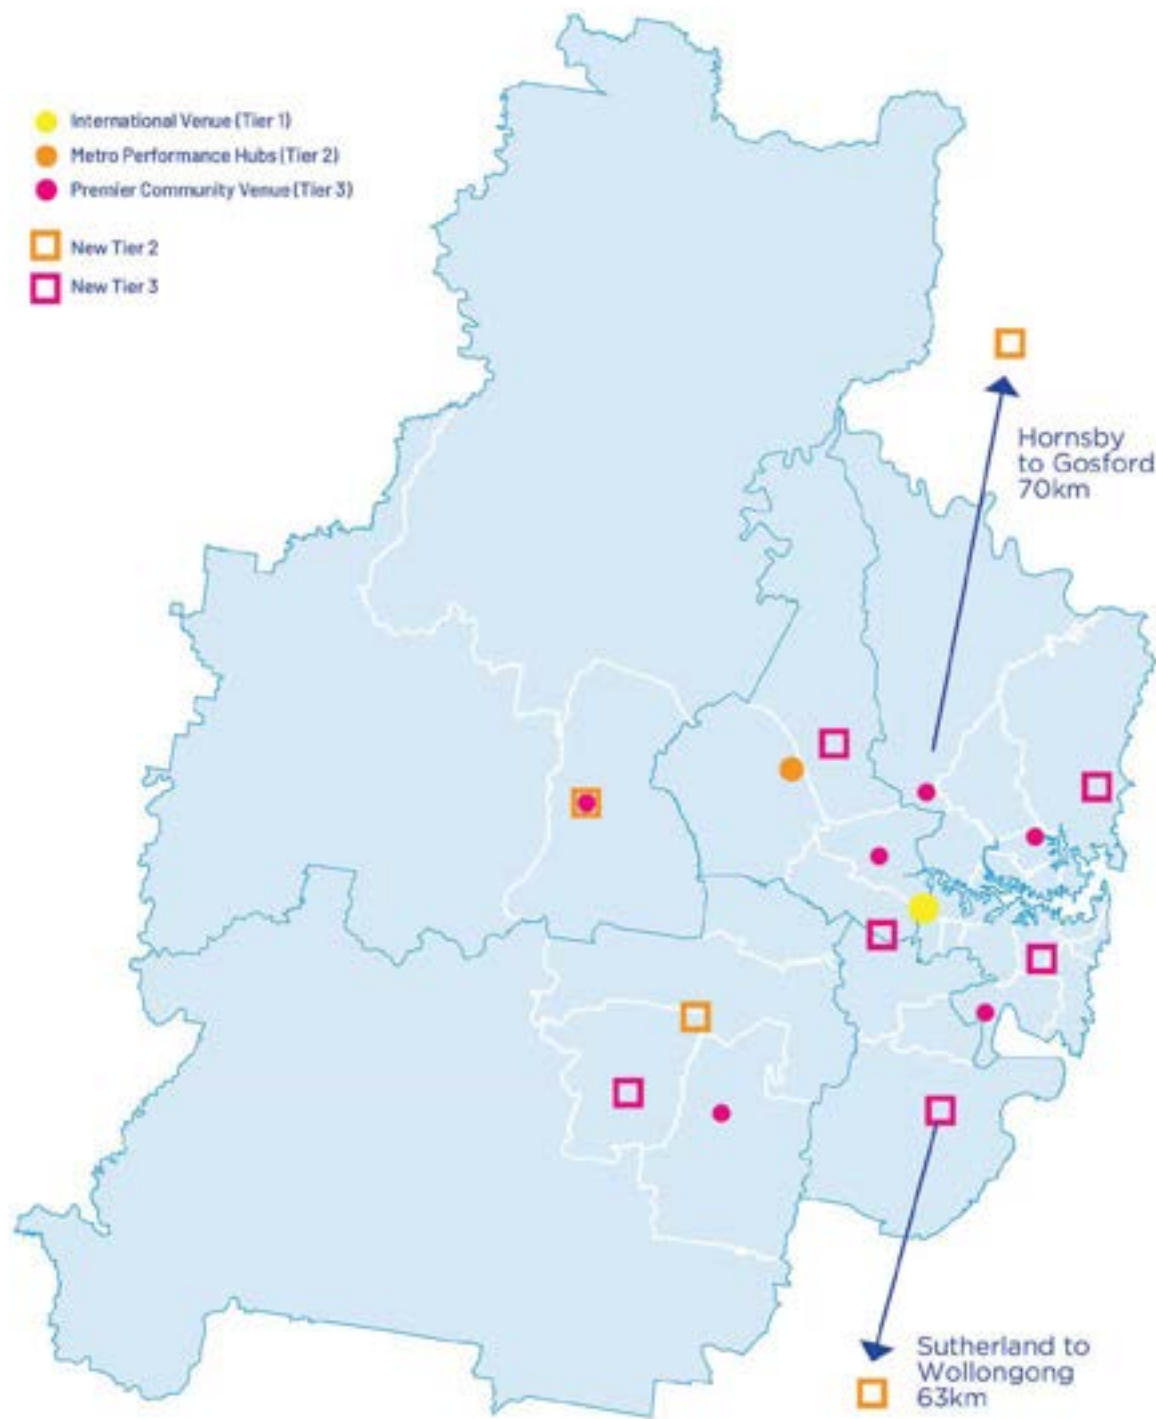 International Venue (Tier 1)
Metro Performance Hubs (Tier 2)
Premier Community Venue (Tier 3)
New Tier 2
New Tier 3
Hornsby
to Gosford
70km
Sutherland to
Wollongong
63km